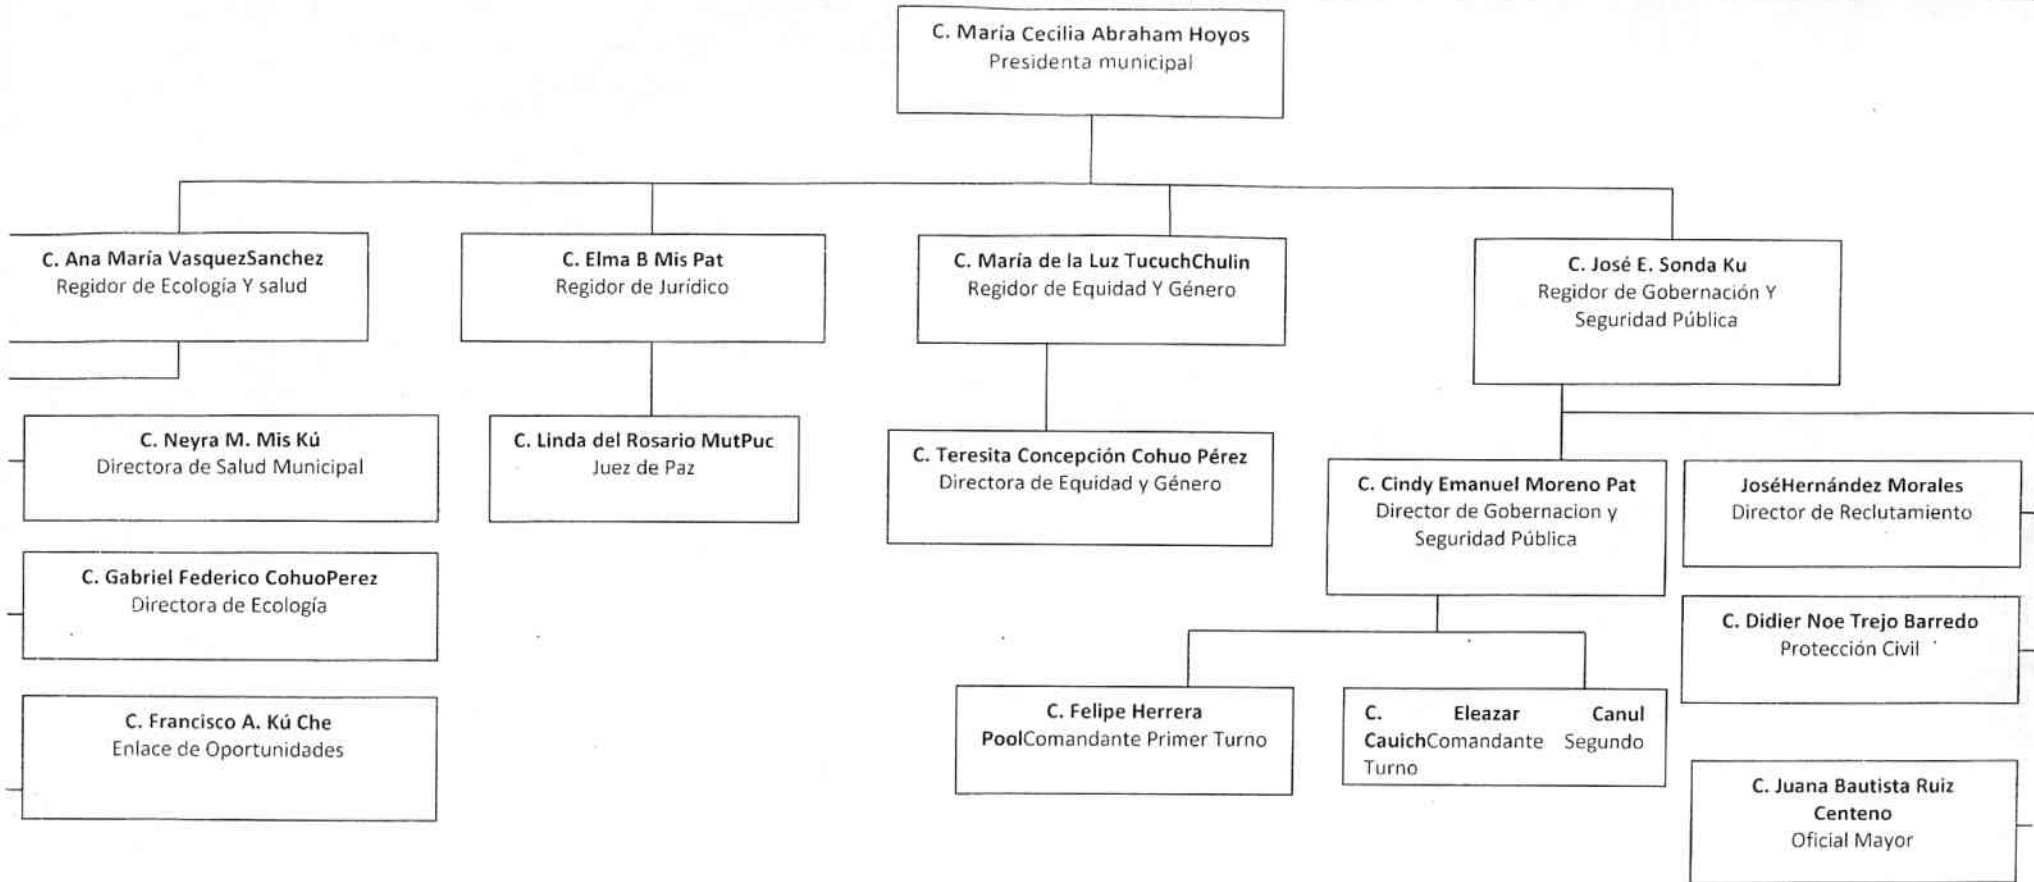 C. María Cecilia Abraham Hoyos
Presidenta municipal
C. Ana María VasquezSanchez
Regidor de Ecología Y salud
C. Elma B Mis Pat
Regidor de Jurídico
C. María de la Luz TucuchChulin
Regidor de Equidad Y Género
C. José E. Sonda Ku
Regidor de Gobernación Y
Seguridad Pública
C. Neyra M. Mis Kú
Directora de Salud Municipal
C. Linda del Rosario MutPuc
Juez de Paz
C. Teresita Concepción Cohuo Pérez
Directora de Equidad y Género
C. Cindy Emanuel Moreno Pat
Director de Gobernacion y
Seguridad Pública
JoséHernández Morales
Director de Reclutamiento
C. Gabriel Federico CohuoPerez
Directora de Ecología
C. Didier Noe Trejo Barredo
Protección Civil
C. Francisco A. Kú Che
Enlace de Oportunidades
C. Felipe Herrera
PoolComandante Primer Turno
C. Eleazar Canul
CauichComandante Segundo
Turno
C. Juana Bautista Ruiz
Centeno
Oficial Mayor